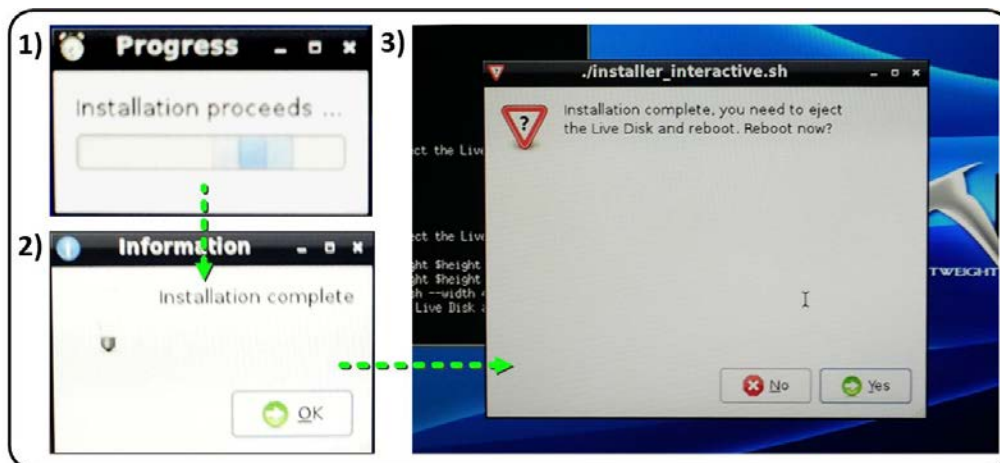 1)
Progress
Installation proceeds ...
2)
Information
Installation complete
OK
3)
./installer_interactive.sh
Installation complete, you need to eject
the Live Disk and reboot. Reboot now?
No
Yes
ct the Live
ct the Live
ght $height
ght $height
sh --width
Live Disk
TWEIGHT